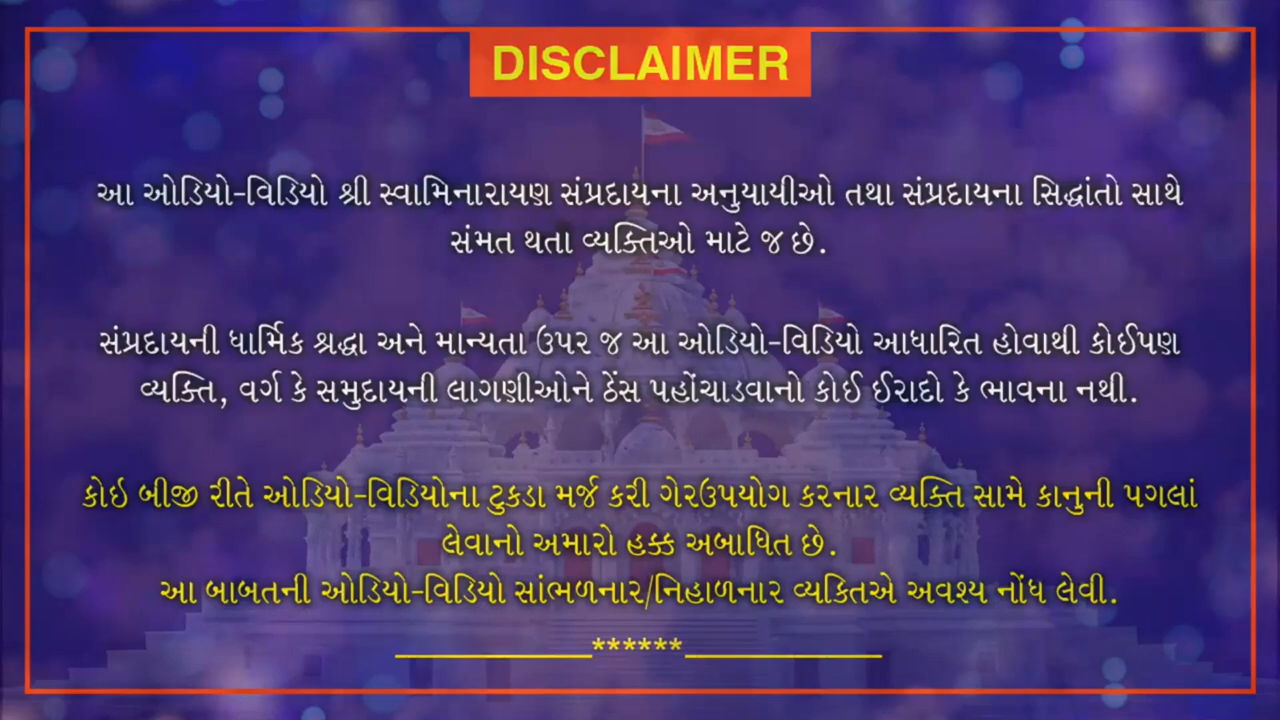 DISCLAIMER
આ ઓડિયો-વિડિયો શ્રી સ્વામિનારાયણ સંપ્રદાયના અનુયાયીઓ તથા સંપ્રદાયના સિદ્ધાંતો સાથે
સંમત થતા વ્યક્તિઓ માટે જ છે.
સંપ્રદાયની ધાર્મિક શ્રદ્ધા અને માન્યતા ઉપર જ આ ઓડિયો-વિડિયો આધારિત હોવાથી કોઈપણ
વ્યક્તિ, વર્ગ કે સમુદાયની લાગણીઓને ઠેંસ પહોંચાડવાનો કોઈ ઈરાદો કે ભાવના નથી.
કોઇ બીજી રીતે ઓડિયો-વિડિયોના ટુકડા મર્જ કરી ગેરઉપયોગ કરનાર વ્યક્તિ સામે કાનુની પગલાં
લેવાનો અમારો હક્ક અબાધિત છે.
આ બાબતની ઓડિયો-વિડિયો સાંભળનાર/નિહાળનાર વ્યકિતએ અવશ્ય નોંધ લેવી.
_____________******_____________